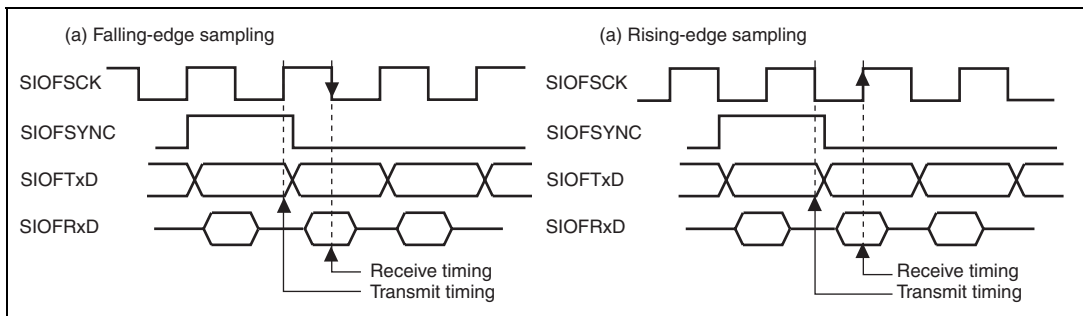 (a) Falling-edge sampling
SIOFSCK
SIOFSYNC
SIOFTxD
SIOFRxD
Receive timing
Transmit timing
(a) Rising-edge sampling
SIOFSCK
SIOFSYNC
SIOFTxD
SIOFRxD
Receive timing
Transmit timing